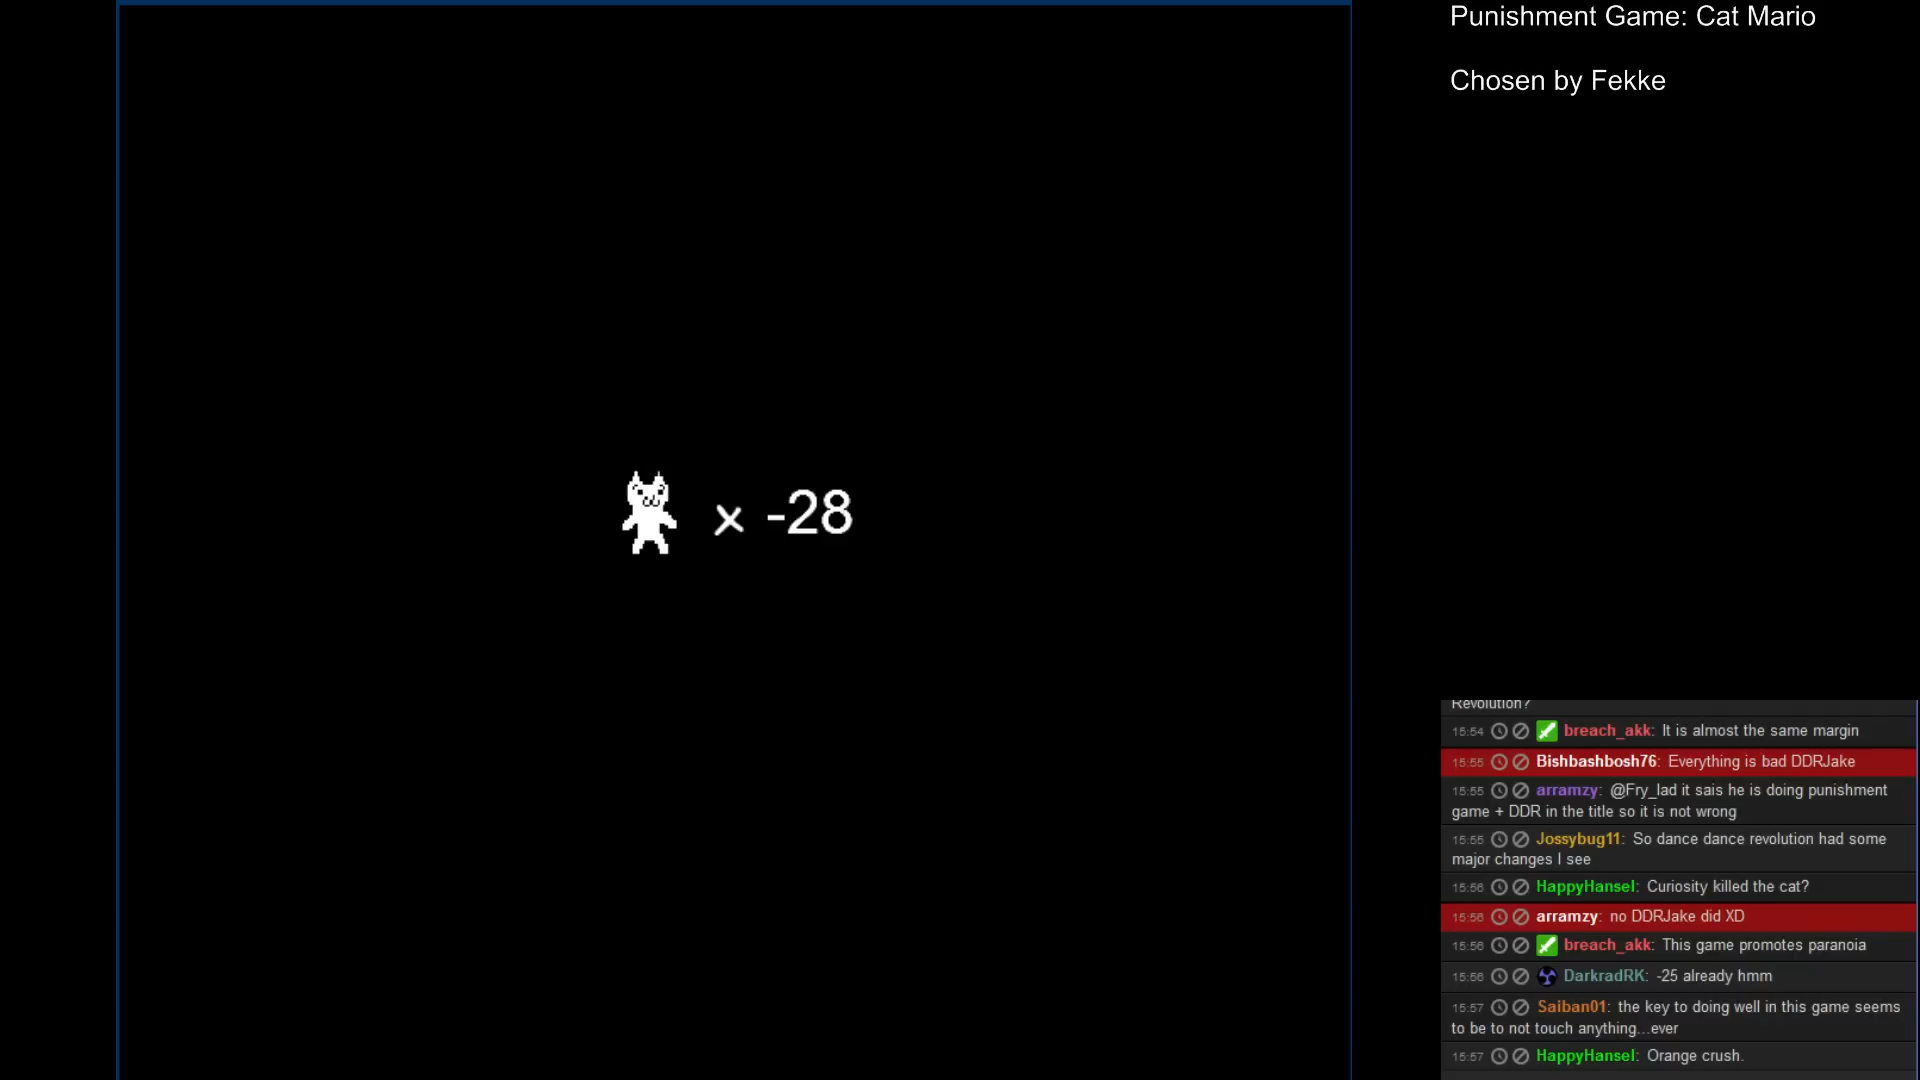 Punishment Game: Cat Mario
Chosen by Fekke
x -28
Revolution?
15:54 breach_akk: It is almost the same margin
15:55 Bishbashbosh76: Everything is bad DDRJake
15:55 arramzy: @Fry_lad it sais he is doing punishment
game + DDR in the title so it is not wrong
15:55 Jossybug11: So dance dance revolution had some
major changes I see
15:56 HappyHansel: Curiosity killed the cat?
15:56 arramzy: no DDRJake did XD
15:56 breach_akk: This game promotes paranoia
15:56 DarkradRK: -25 already hmm
15:57 Saiban01: the key to doing well in this game seems
to be to not touch anything...ever
15:57 HappyHansel: Orange crush.